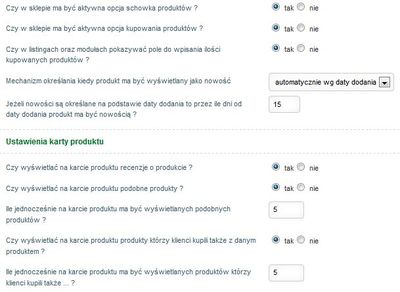 Czy w sklepie ma być aktywna opcja schowka produktów ? tak nie
Czy w sklepie ma być aktywna opcja kupowania produktów ? tak nie
Czy w listingach oraz modułach pokazywać pole do wpisania ilości
kupowanych produktów ? tak nie
Mechanizm określania kiedy produkt ma być wyświetlany jako nowość automatycznie wg daty dodania
Jeżeli nowości są określane na podstawie daty dodania to przez ile dni od
daty dodania produkt ma być nowością ? 15
Ustawienia karty produktu
Czy wyświetlać na karcie produktu recenzje o produkcie ? tak nie
Czy wyświetlać na karcie produktu podobne produkty ? tak nie
Ile jednocześnie na karcie produktu ma być wyświetlanych podobnych
produktów ? 5
Czy wyświetlać na karcie produktu produkty którzy klienci kupili także z danym
produktem ? tak nie
Ile jednocześnie na karcie produktu ma być wyświetlanych produktów którzy
klienci kupili także ... ? 5